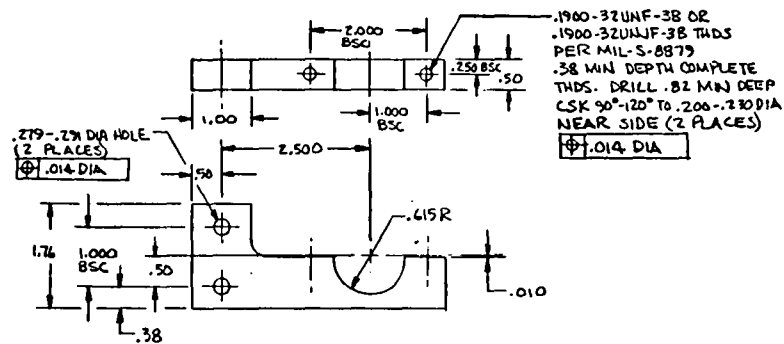 2.000
BSC
.1900-32UNF-3B OR
.1900-32UNJF-3B THDS
PER MIL-S-8879
.38 MIN DEPTH COMPLETE
THDS. DRILL .82 MIN DEEP
CSK 90°-120° TO .200-.230 DIA
NEAR SIDE (2 PLACES)
⌖ .014 DIA
.250 BSC
.50
1.00
1.000
BSC
.279-.291 DIA HOLE
(2 PLACES)
⌖ .014 DIA
.50
2.500
.615 R
1.76
1.000
BSC
.50
.010
.38